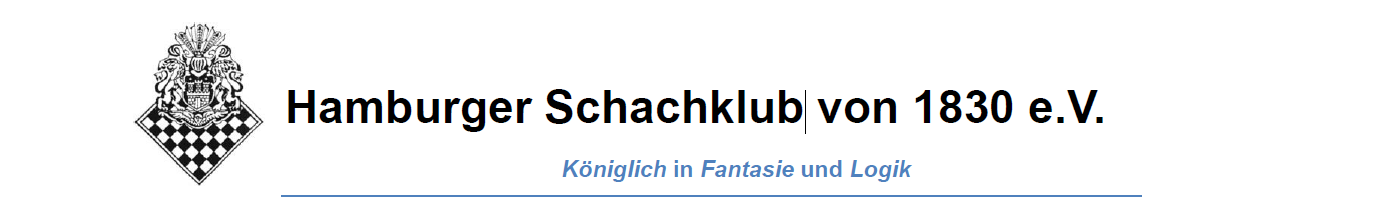 Hamburger Schachklub von 1830 e.V.
Königlich in Fantasie und Logik